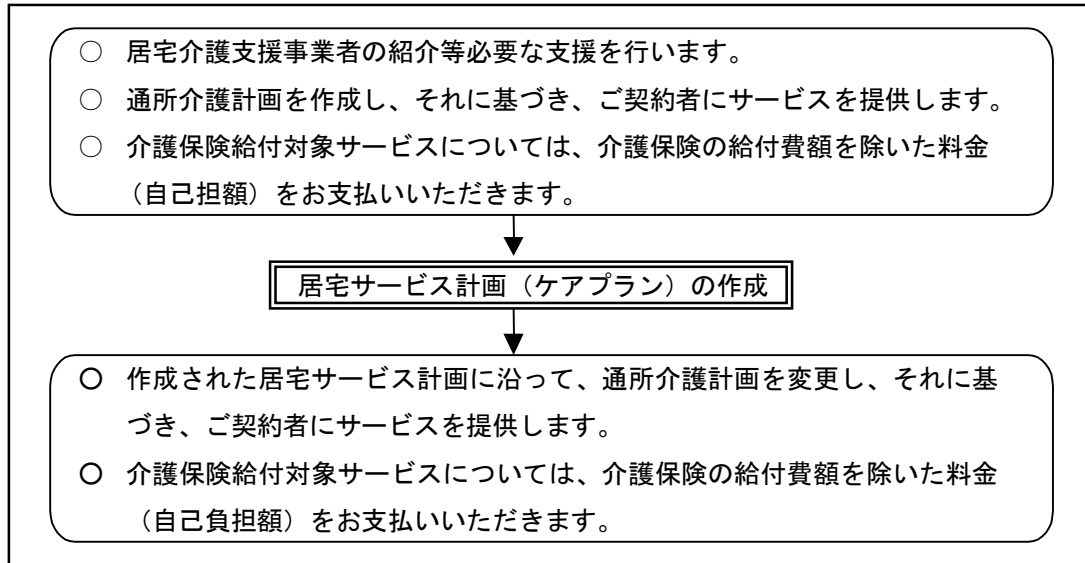 ○ 居宅介護支援事業者の紹介等必要な支援を行います。
○ 通所介護計画を作成し、それに基づき、ご契約者にサービスを提供します。
○ 介護保険給付対象サービスについては、介護保険の給付費額を除いた料金
（自己担額）をお支払いいただきます。
居宅サービス計画（ケアプラン）の作成
○ 作成された居宅サービス計画に沿って、通所介護計画を変更し、それに基
づき、ご契約者にサービスを提供します。
○ 介護保険給付対象サービスについては、介護保険の給付費額を除いた料金
（自己負担額）をお支払いいただきます。